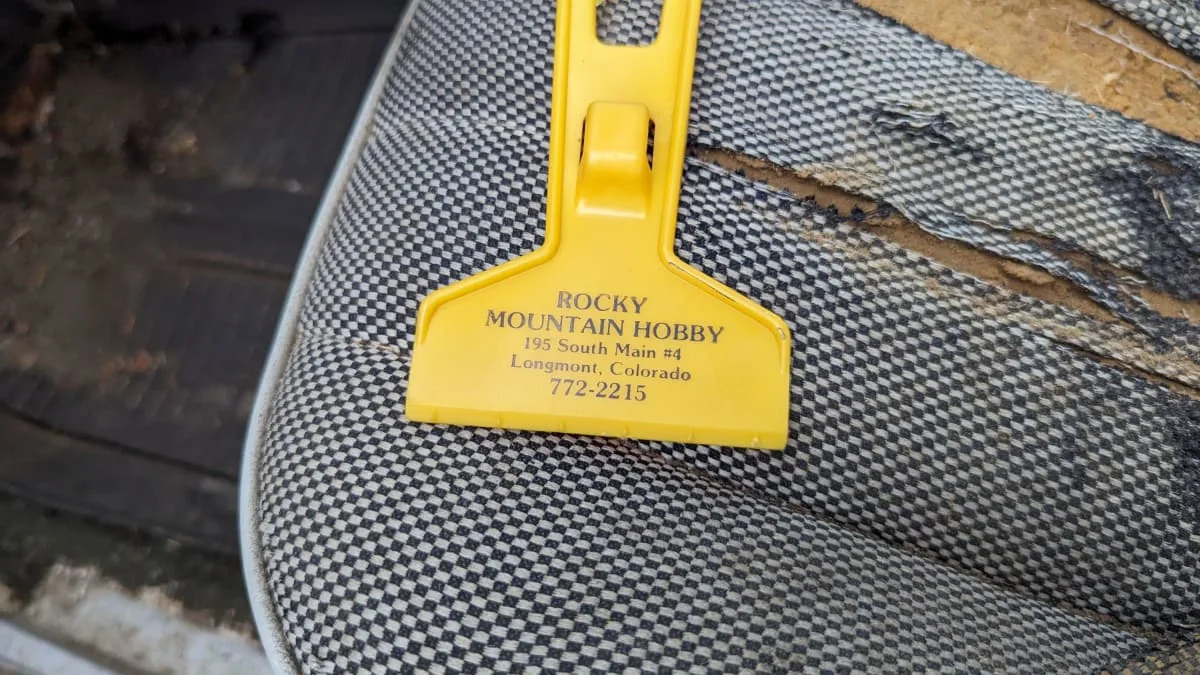 ROCKY
MOUNTAIN HOBBY
195 South Main #4
Longmont, Colorado
772-2215